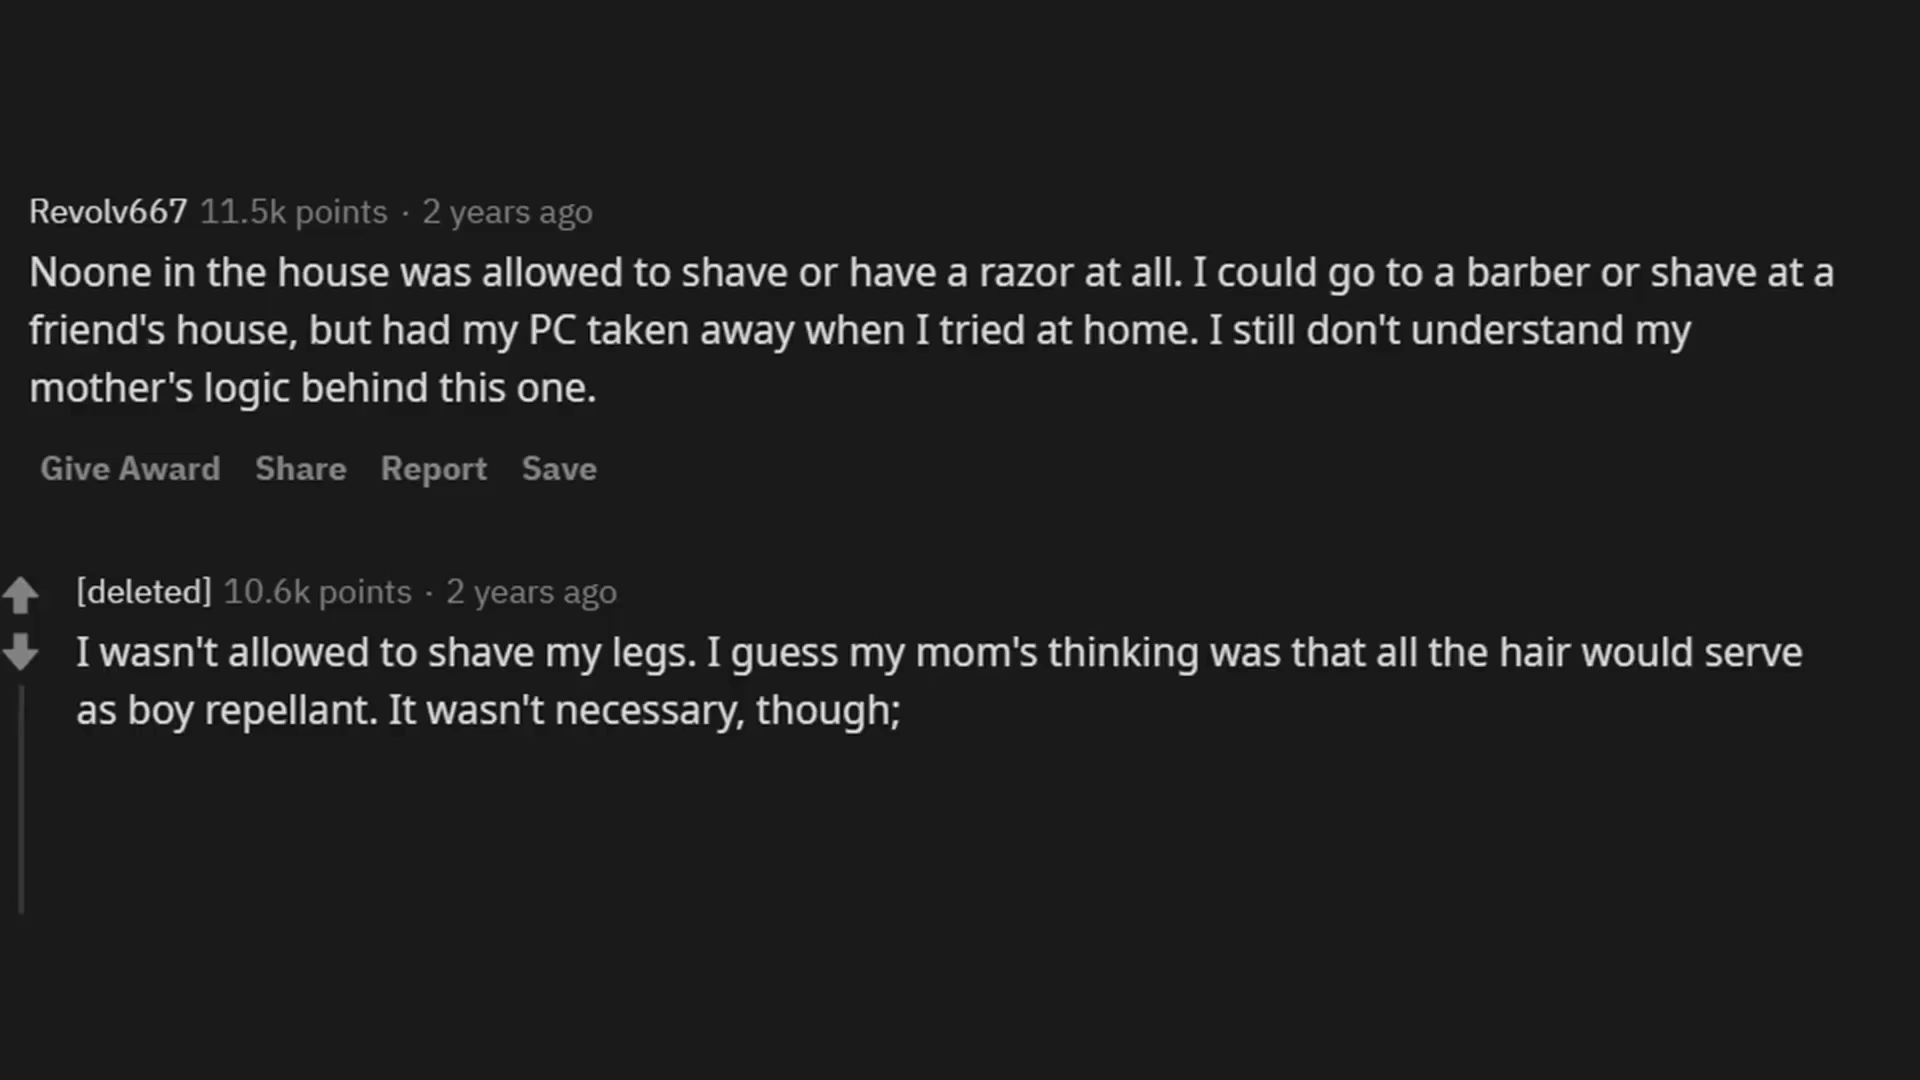 Revolv667 11.5k points · 2 years ago
Noone in the house was allowed to shave or have a razor at all. I could go to a barber or shave at a
friend's house, but had my PC taken away when I tried at home. I still don't understand my
mother's logic behind this one.
Give Award Share Report Save
[deleted] 10.6k points · 2 years ago
I wasn't allowed to shave my legs. I guess my mom's thinking was that all the hair would serve
as boy repellant. It wasn't necessary, though;